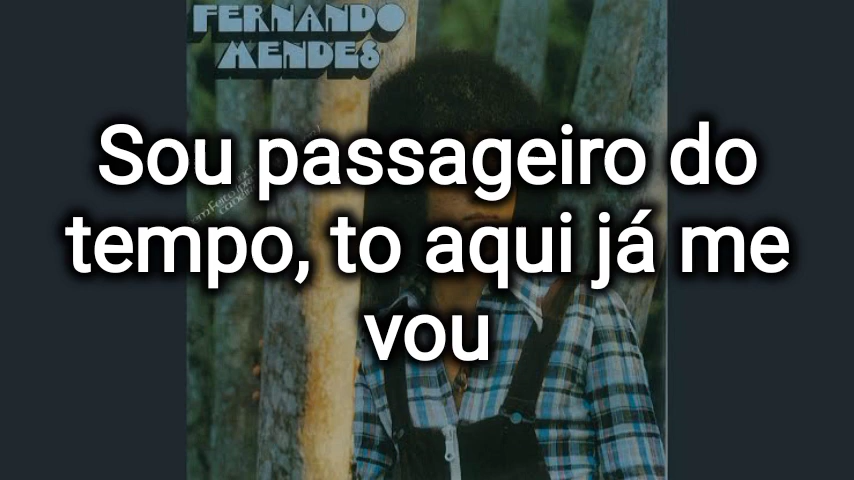 FERNANDO
MENDES
Sou passageiro do
tempo, to aqui já me
vou